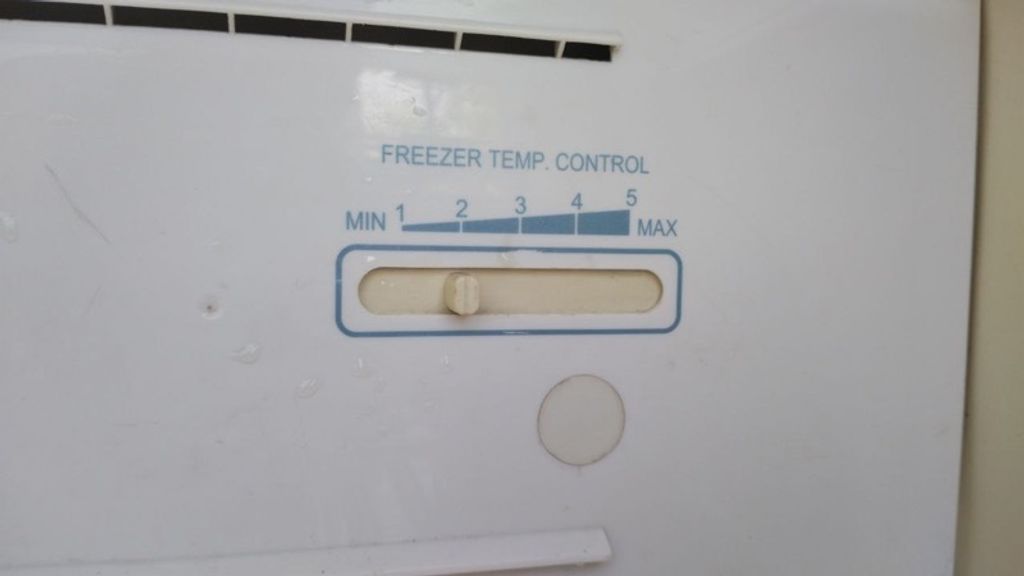 FREEZER TEMP. CONTROL
MIN 1 2 3 4 5 MAX